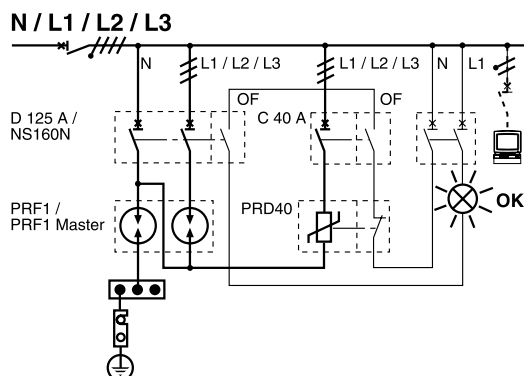 N / L1 / L2 / L3
N
L1 / L2 / L3
L1 / L2 / L3
N
L1
OF
OF
D 125 A /
NS160N
C 40 A
PRF1 /
PRF1 Master
PRD40
OK